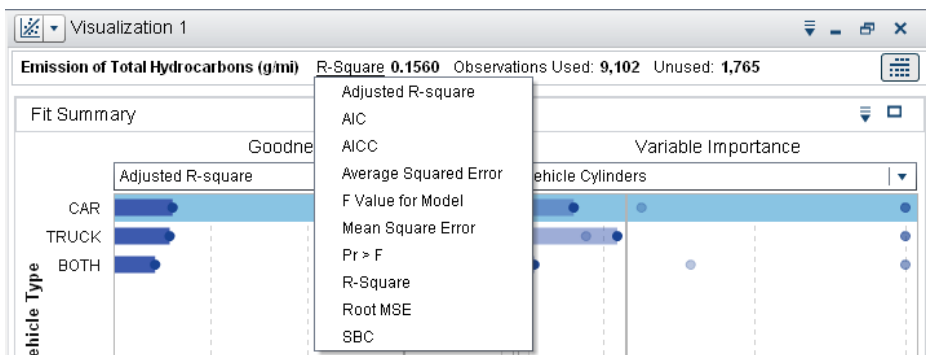 Visualization 1
Emission of Total Hydrocarbons (g/mi) R-Square 0.1560 Observations Used: 9,102 Unused: 1,765
Adjusted R-square
AIC
AICC
Average Squared Error
F Value for Model
Mean Square Error
Pr > F
R-Square
Root MSE
SBC
Fit Summary
Goodne
Variable Importance
Adjusted R-square
ehicle Cylinders
CAR
TRUCK
BOTH
ehicle Type